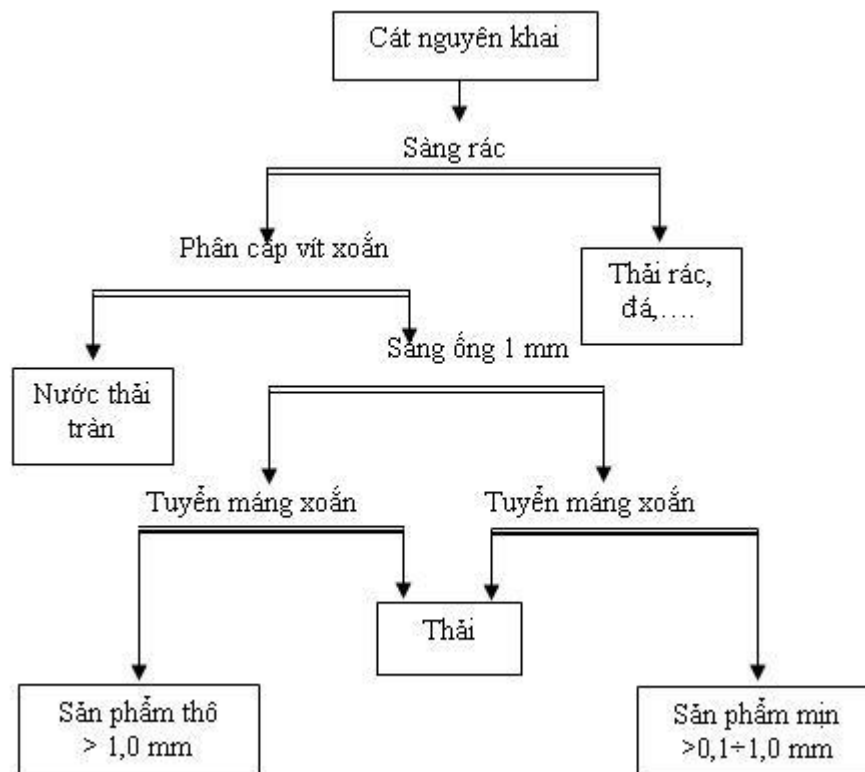 Cát nguyên khai
Sàng rác
Phân cấp vít xoắn
Thải rác,
đá,....
Sàng ống 1 mm
Nước thải
tràn
Tuyển máng xoắn
Tuyển máng xoắn
Thải
Sản phẩm thô
> 1,0 mm
Sản phẩm mịn
>0,1÷1,0 mm